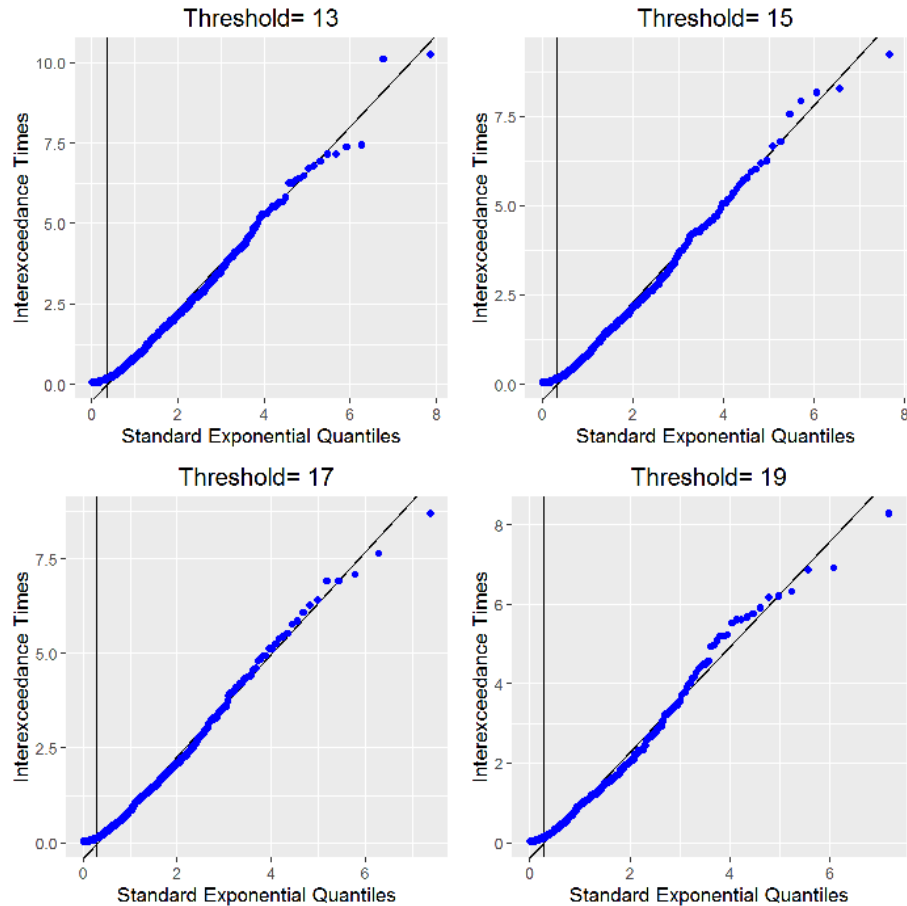 Threshold= 13
Interexceedance Times
10.0
7.5
5.0
2.5
0.0
0 2 4 6 8
Standard Exponential Quantiles
Threshold= 15
Interexceedance Times
7.5
5.0
2.5
0.0
0 2 4 6 8
Standard Exponential Quantiles
Threshold= 17
Interexceedance Times
7.5
5.0
2.5
0.0
0 2 4 6
Standard Exponential Quantiles
Threshold= 19
Interexceedance Times
8
6
4
2
0
0 2 4 6
Standard Exponential Quantiles